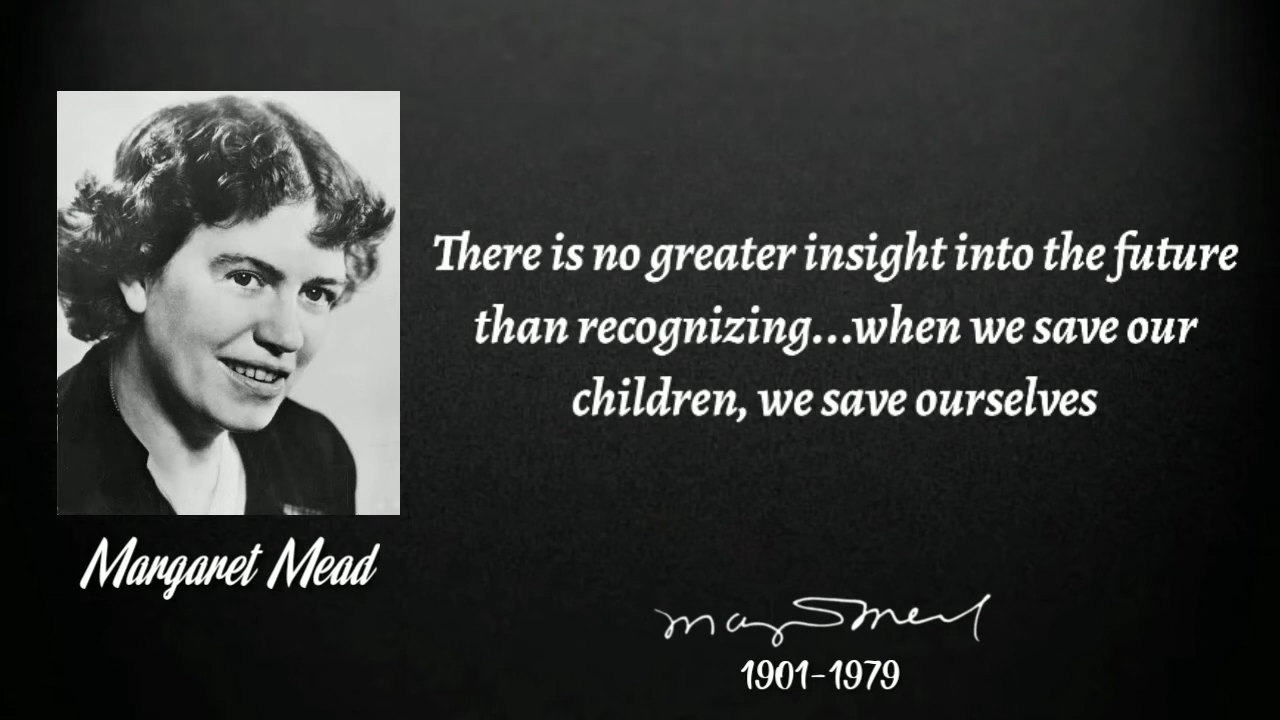 There is no greater insight into the future
than recognizing...when we save our
children, we save ourselves
Margaret Mead
1901-1979